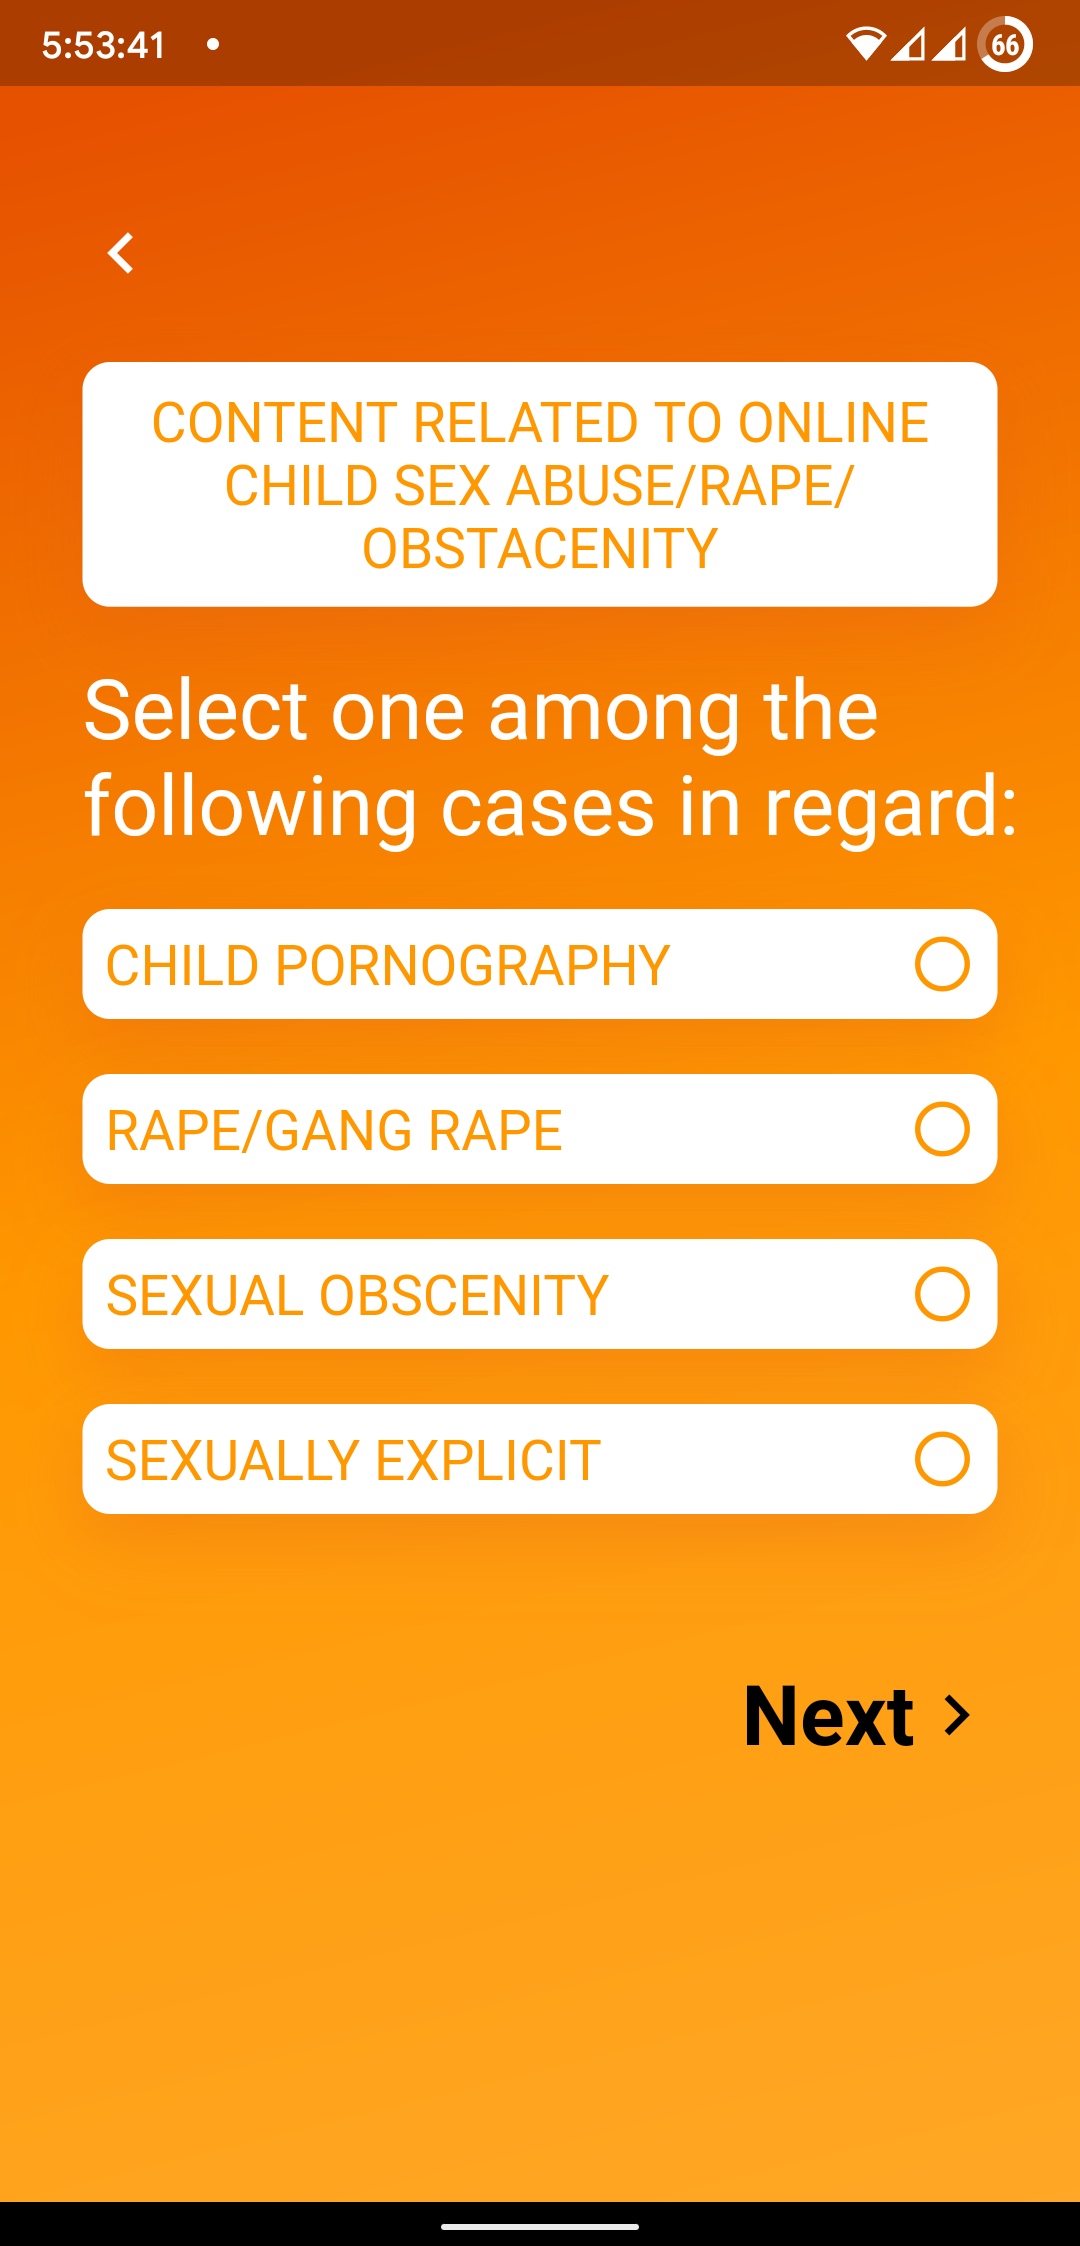 5:53:41
66
CONTENT RELATED TO ONLINE
CHILD SEX ABUSE/RAPE/
OBSTACENITY
Select one among the
following cases in regard:
CHILD PORNOGRAPHY
RAPE/GANG RAPE
SEXUAL OBSCENITY
SEXUALLY EXPLICIT
Next